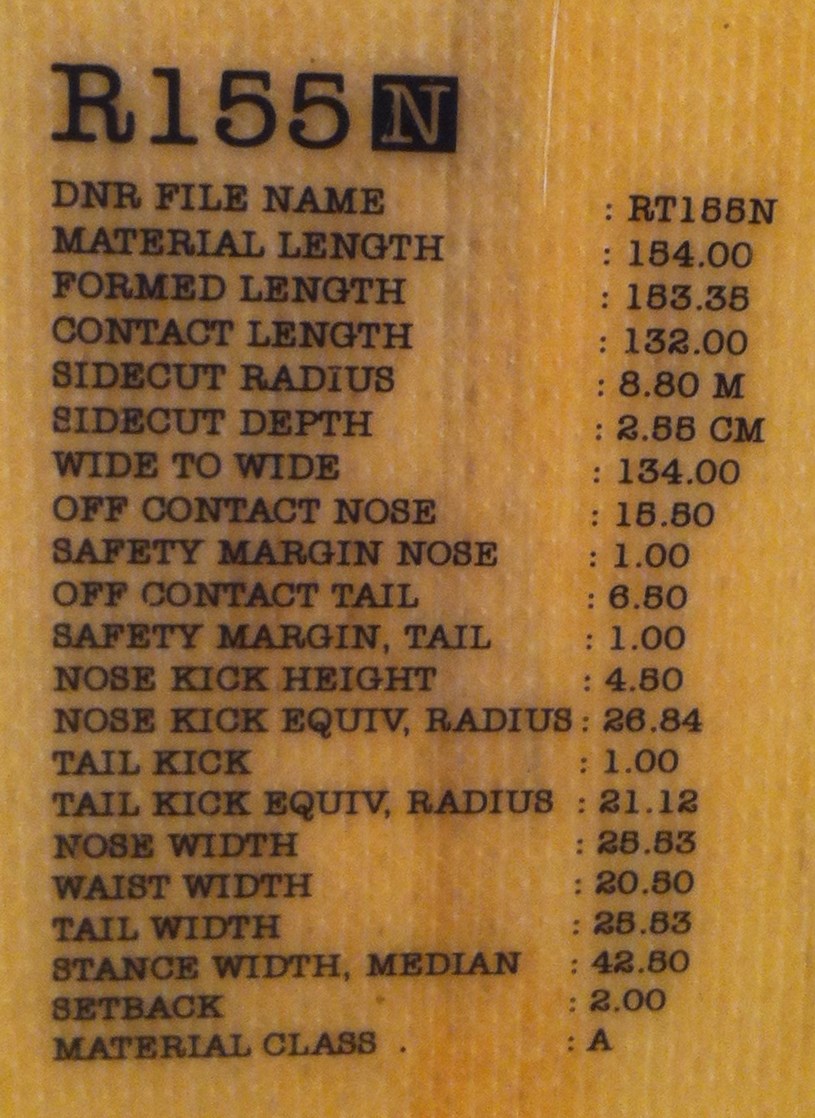 R155 N
DNR FILE NAME : RT155N
MATERIAL LENGTH : 154.00
FORMED LENGTH : 153.35
CONTACT LENGTH : 132.00
SIDECUT RADIUS : 8.80 M
SIDECUT DEPTH : 2.55 CM
WIDE TO WIDE : 134.00
OFF CONTACT NOSE : 15.50
SAFETY MARGIN NOSE : 1.00
OFF CONTACT TAIL : 6.50
SAFETY MARGIN, TAIL : 1.00
NOSE KICK HEIGHT : 4.50
NOSE KICK EQUIV, RADIUS : 26.84
TAIL KICK : 1.00
TAIL KICK EQUIV, RADIUS : 21.12
NOSE WIDTH : 25.53
WAIST WIDTH : 20.50
TAIL WIDTH : 25.53
STANCE WIDTH, MEDIAN : 42.50
SETBACK : 2.00
MATERIAL CLASS . : A